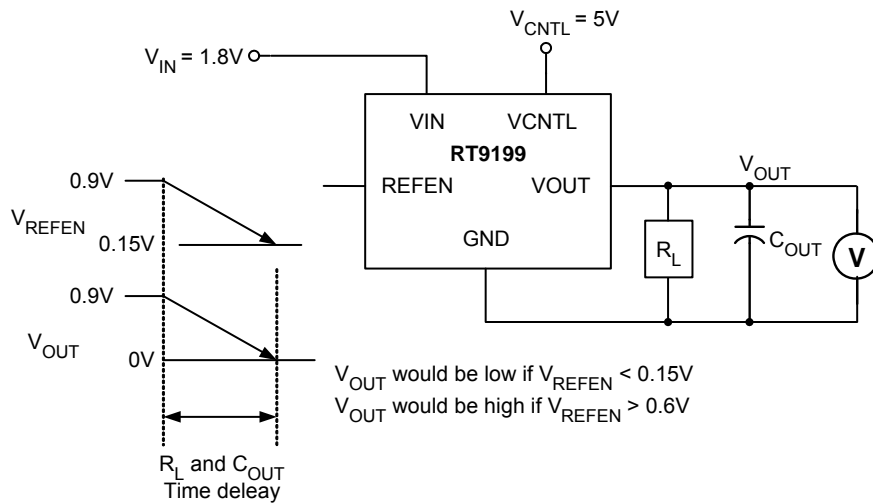 V_CNTL = 5V
V_IN = 1.8V
VIN VCNTL
RT9199
REFEN VOUT
GND
V_OUT
R_L
C_OUT
V
0.9V
V_REFEN
0.15V
0.9V
V_OUT
0V
V_OUT would be low if V_REFEN < 0.15V
V_OUT would be high if V_REFEN > 0.6V
R_L and C_OUT
Time deleay